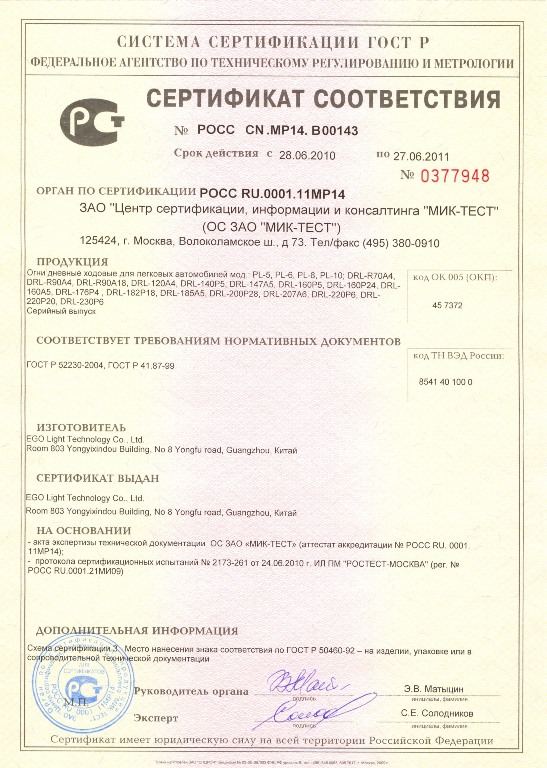 СИСТЕМА СЕРТИФИКАЦИИ ГОСТ Р
ФЕДЕРАЛЬНОЕ АГЕНТСТВО ПО ТЕХНИЧЕСКОМУ РЕГУЛИРОВАНИЮ И МЕТРОЛОГИИ
СЕРТИФИКАТ СООТВЕТСТВИЯ
№ РОСС CN.МР14.В00143
Срок действия с 28.06.2010 по 27.06.2011
№ 0377948
ОРГАН ПО СЕРТИФИКАЦИИ РОСС RU.0001.11МР14
ЗАО "Центр сертификации, информации и консалтинга "МИК-ТЕСТ"
(ОС ЗАО "МИК-ТЕСТ")
125424, г. Москва, Волоколамское ш., д 73. Тел/факс (495) 380-0910
ПРОДУКЦИЯ
Огни дневные ходовые для легковых автомобилей мод.: PL-5, PL-6, PL-8, PL-10; DRL-R70A4,
DRL-R90A4, DRL-R90A18, DRL-120A4, DRL-140P5, DRL-147A5, DRL-160P5, DRL-160P24, DRL-
160A5, DRL-176P4 , DRL-182P18, DRL-185A5, DRL-200P28, DRL-207A6, DRL-220P6, DRL-
220P20, DRL-230P6
Серийный выпуск
код ОК 005 (ОКП):
45 7372
СООТВЕТСТВУЕТ ТРЕБОВАНИЯМ НОРМАТИВНЫХ ДОКУМЕНТОВ
ГОСТ Р 52230-2004, ГОСТ Р 41.87-99
код ТН ВЭД России:
8541 40 100 0
ИЗГОТОВИТЕЛЬ
EGO Light Technology Co., Ltd.
Room 803 Yongyixindou Building, No 8 Yongfu road, Guangzhou, Китай
СЕРТИФИКАТ ВЫДАН
EGO Light Technology Co., Ltd.
Room 803 Yongyixindou Building, No 8 Yongfu road, Guangzhou, Китай
НА ОСНОВАНИИ
- акта экспертизы технической документации ОС ЗАО «МИК-ТЕСТ» (аттестат аккредитации № РОСС RU. 0001.
11МР14);
- протокола сертификационных испытаний № 2173-261 от 24.06.2010 г. ИЛ ПМ "РОСТЕСТ-МОСКВА" (рег. №
РОСС RU.0001.21МИ09)
ДОПОЛНИТЕЛЬНАЯ ИНФОРМАЦИЯ
Схема сертификации 3 . Место нанесения знака соответствия по ГОСТ Р 50460-92 – на изделии, упаковке или в
сопроводительной технической документации
М.П.
Руководитель органа
подпись
Э.В. Матыцин
инициалы, фамилия
Эксперт
подпись
С.Е. Солодников
инициалы, фамилия
Сертификат имеет юридическую силу на всей территории Российской Федерации